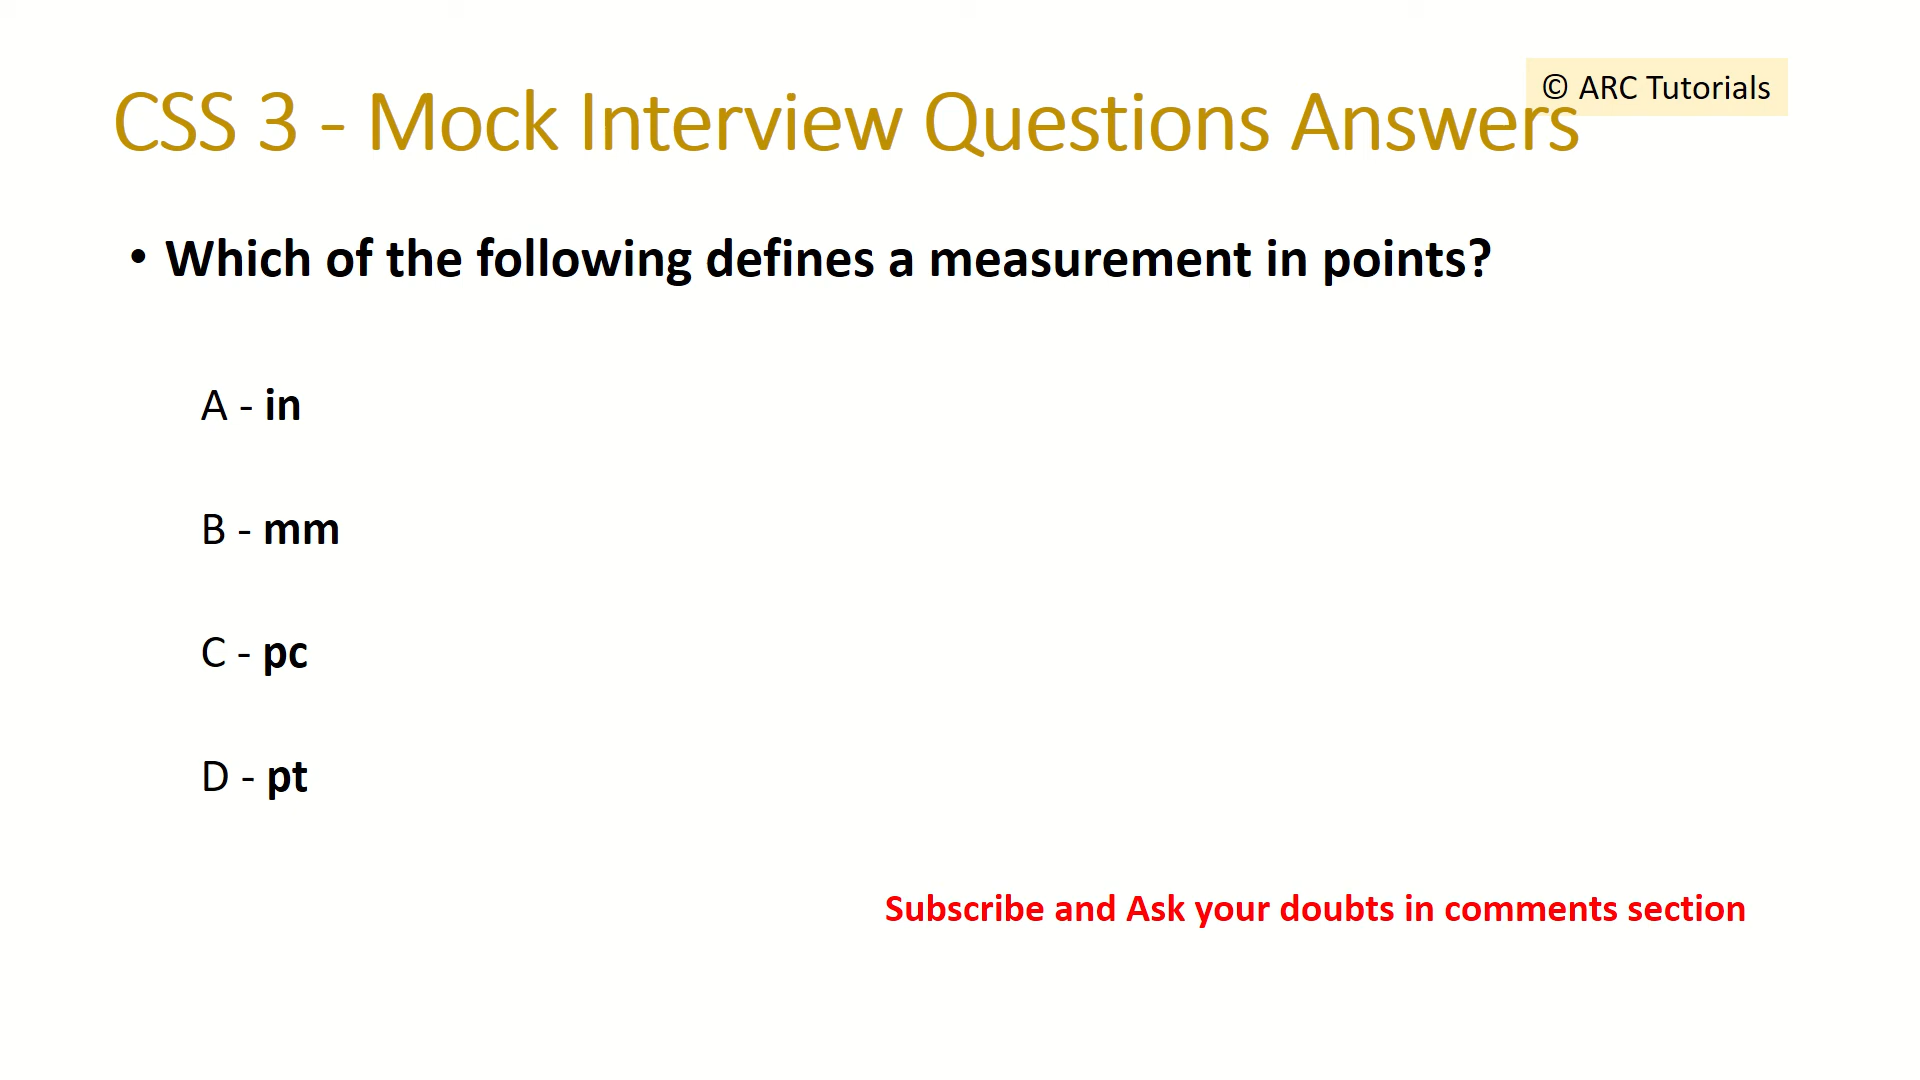 © ARC Tutorials
CSS 3 - Mock Interview Questions Answers
• Which of the following defines a measurement in points?
A - in
B - mm
C - pc
D - pt
Subscribe and Ask your doubts in comments section